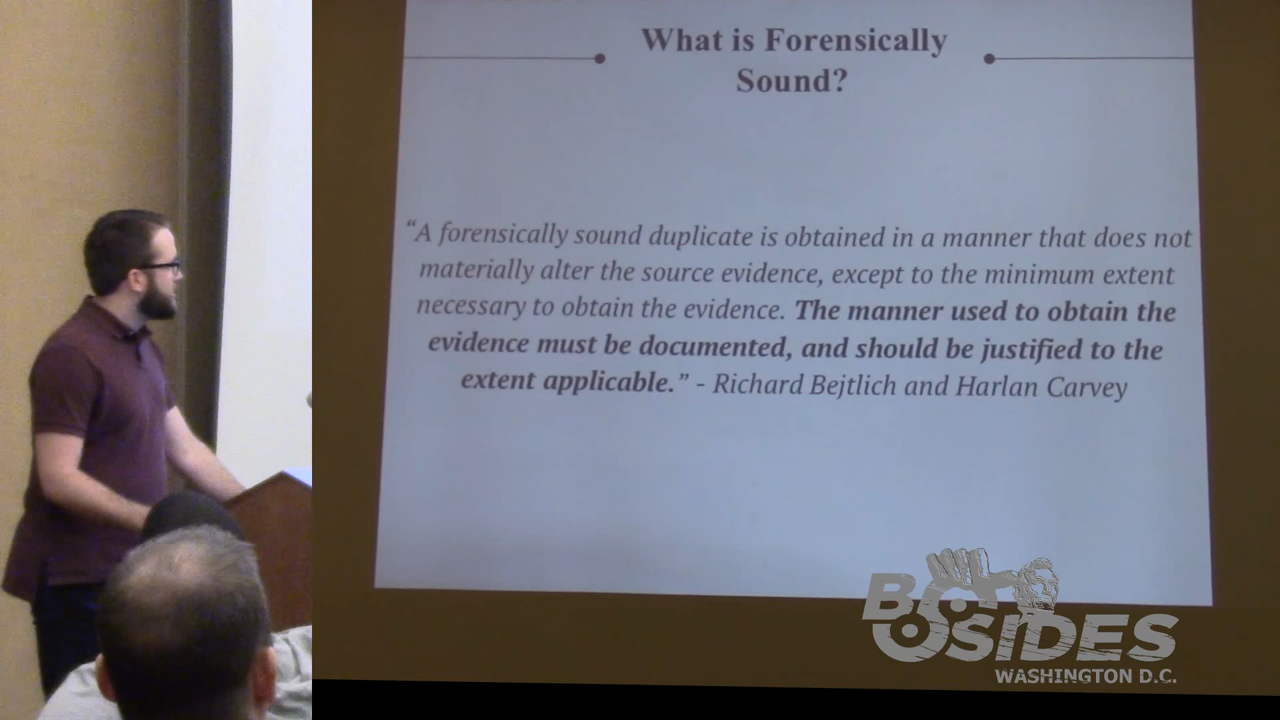 What is Forensically
Sound?
“A forensically sound duplicate is obtained in a manner that does not
materially alter the source evidence, except to the minimum extent
necessary to obtain the evidence. The manner used to obtain the
evidence must be documented, and should be justified to the
extent applicable.” - Richard Bejtlich and Harlan Carvey
BSIDES
WASHINGTON D.C.